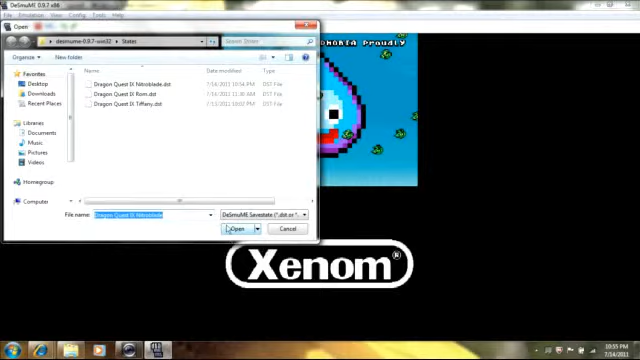 DeSmuME 0.9.7 x86
File Emulation View Config Tools Help
Open
desmume-0.9.7-win32 ▸ States
Search States
Organize New folder
Name Date modified Type
Favorites
Desktop
Downloads
Recent Places
Libraries
Documents
Music
Pictures
Videos
Homegroup
Computer
Dragon Quest IX Nitroblade.dst 7/14/2011 10:54 PM DST File
Dragon Quest IX Rom.dst 7/14/2011 11:36 AM DST File
Dragon Quest IX Tiffany.dst 7/13/2011 10:02 PM DST File
PROUDLY
File name: Dragon Quest IX Nitroblade
DeSmuME Savestate (*.dst or *.
Open Cancel
Xenom®
10:55 PM
7/14/2011